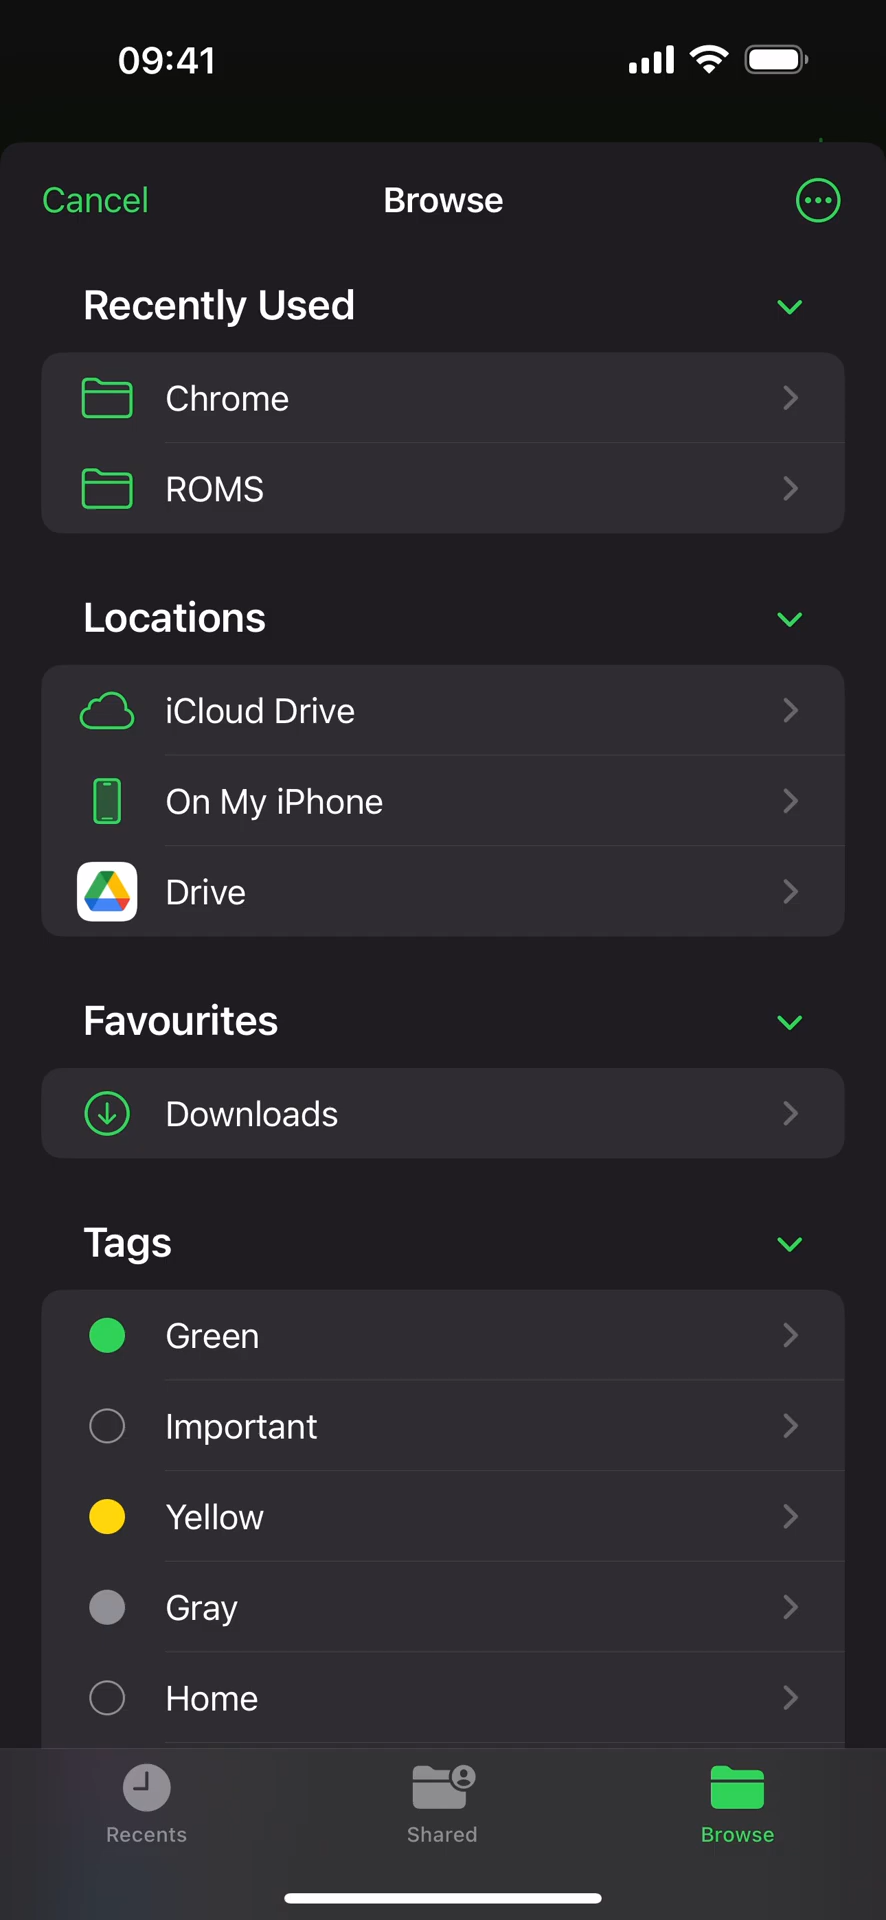 09:41
Cancel
Browse
Recently Used
Chrome
ROMS
Locations
iCloud Drive
On My iPhone
Drive
Favourites
Downloads
Tags
Green
Important
Yellow
Gray
Home
Recents
Shared
Browse